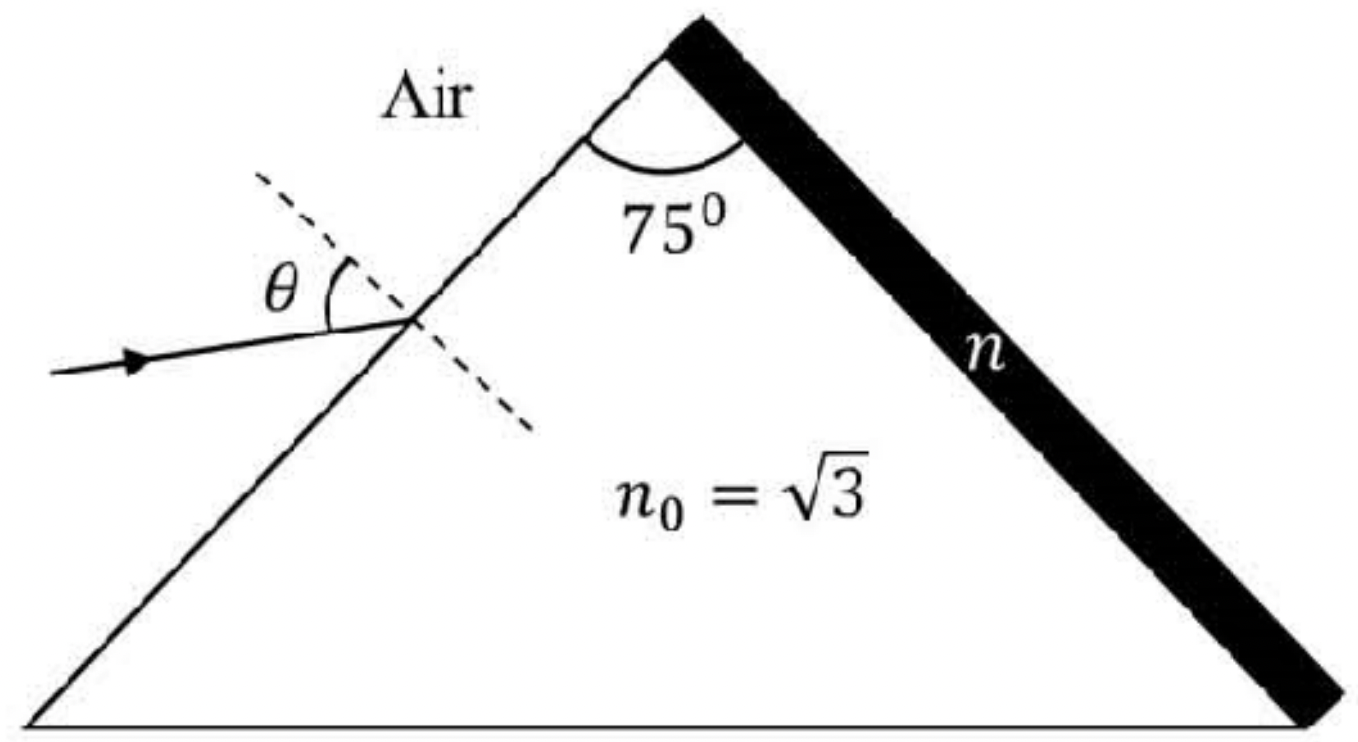 Air
75⁰
θ
n
n₀ = √3